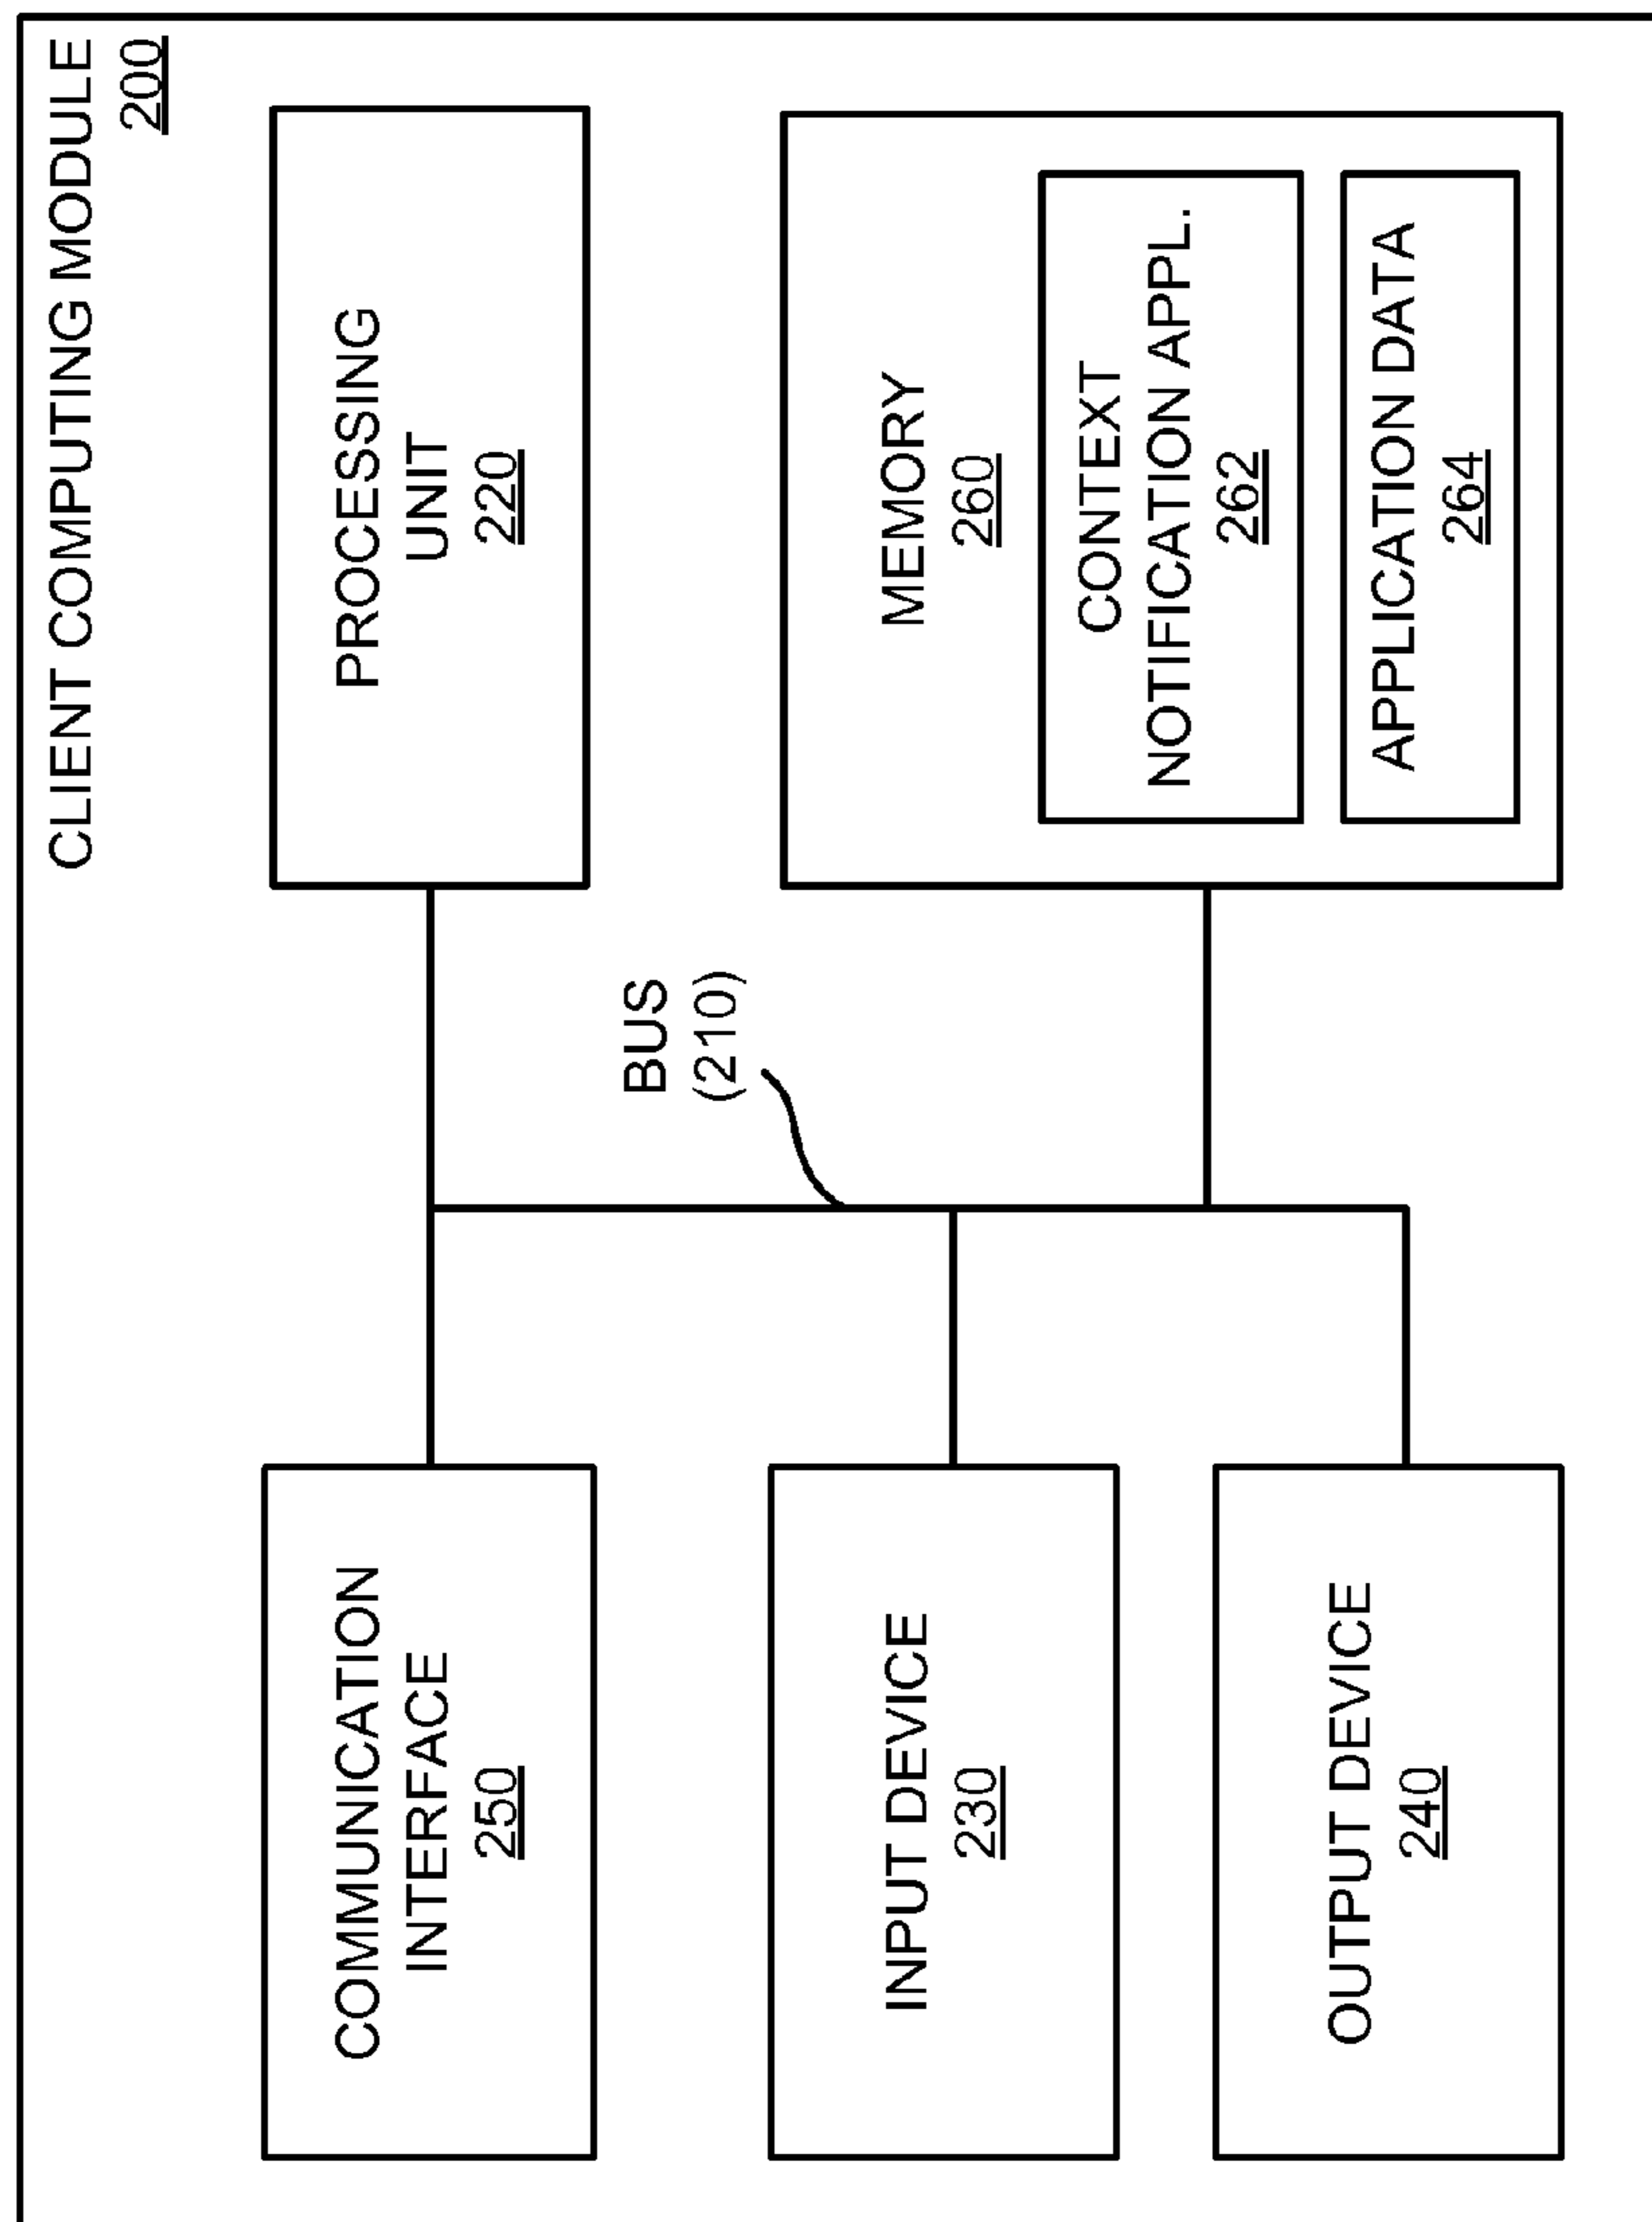 CLIENT COMPUTING MODULE
200
COMMUNICATION
INTERFACE
250
PROCESSING
UNIT
220
BUS
(210)
INPUT DEVICE
230
MEMORY
260
CONTEXT
NOTIFICATION APPL.
262
OUTPUT DEVICE
240
APPLICATION DATA
264